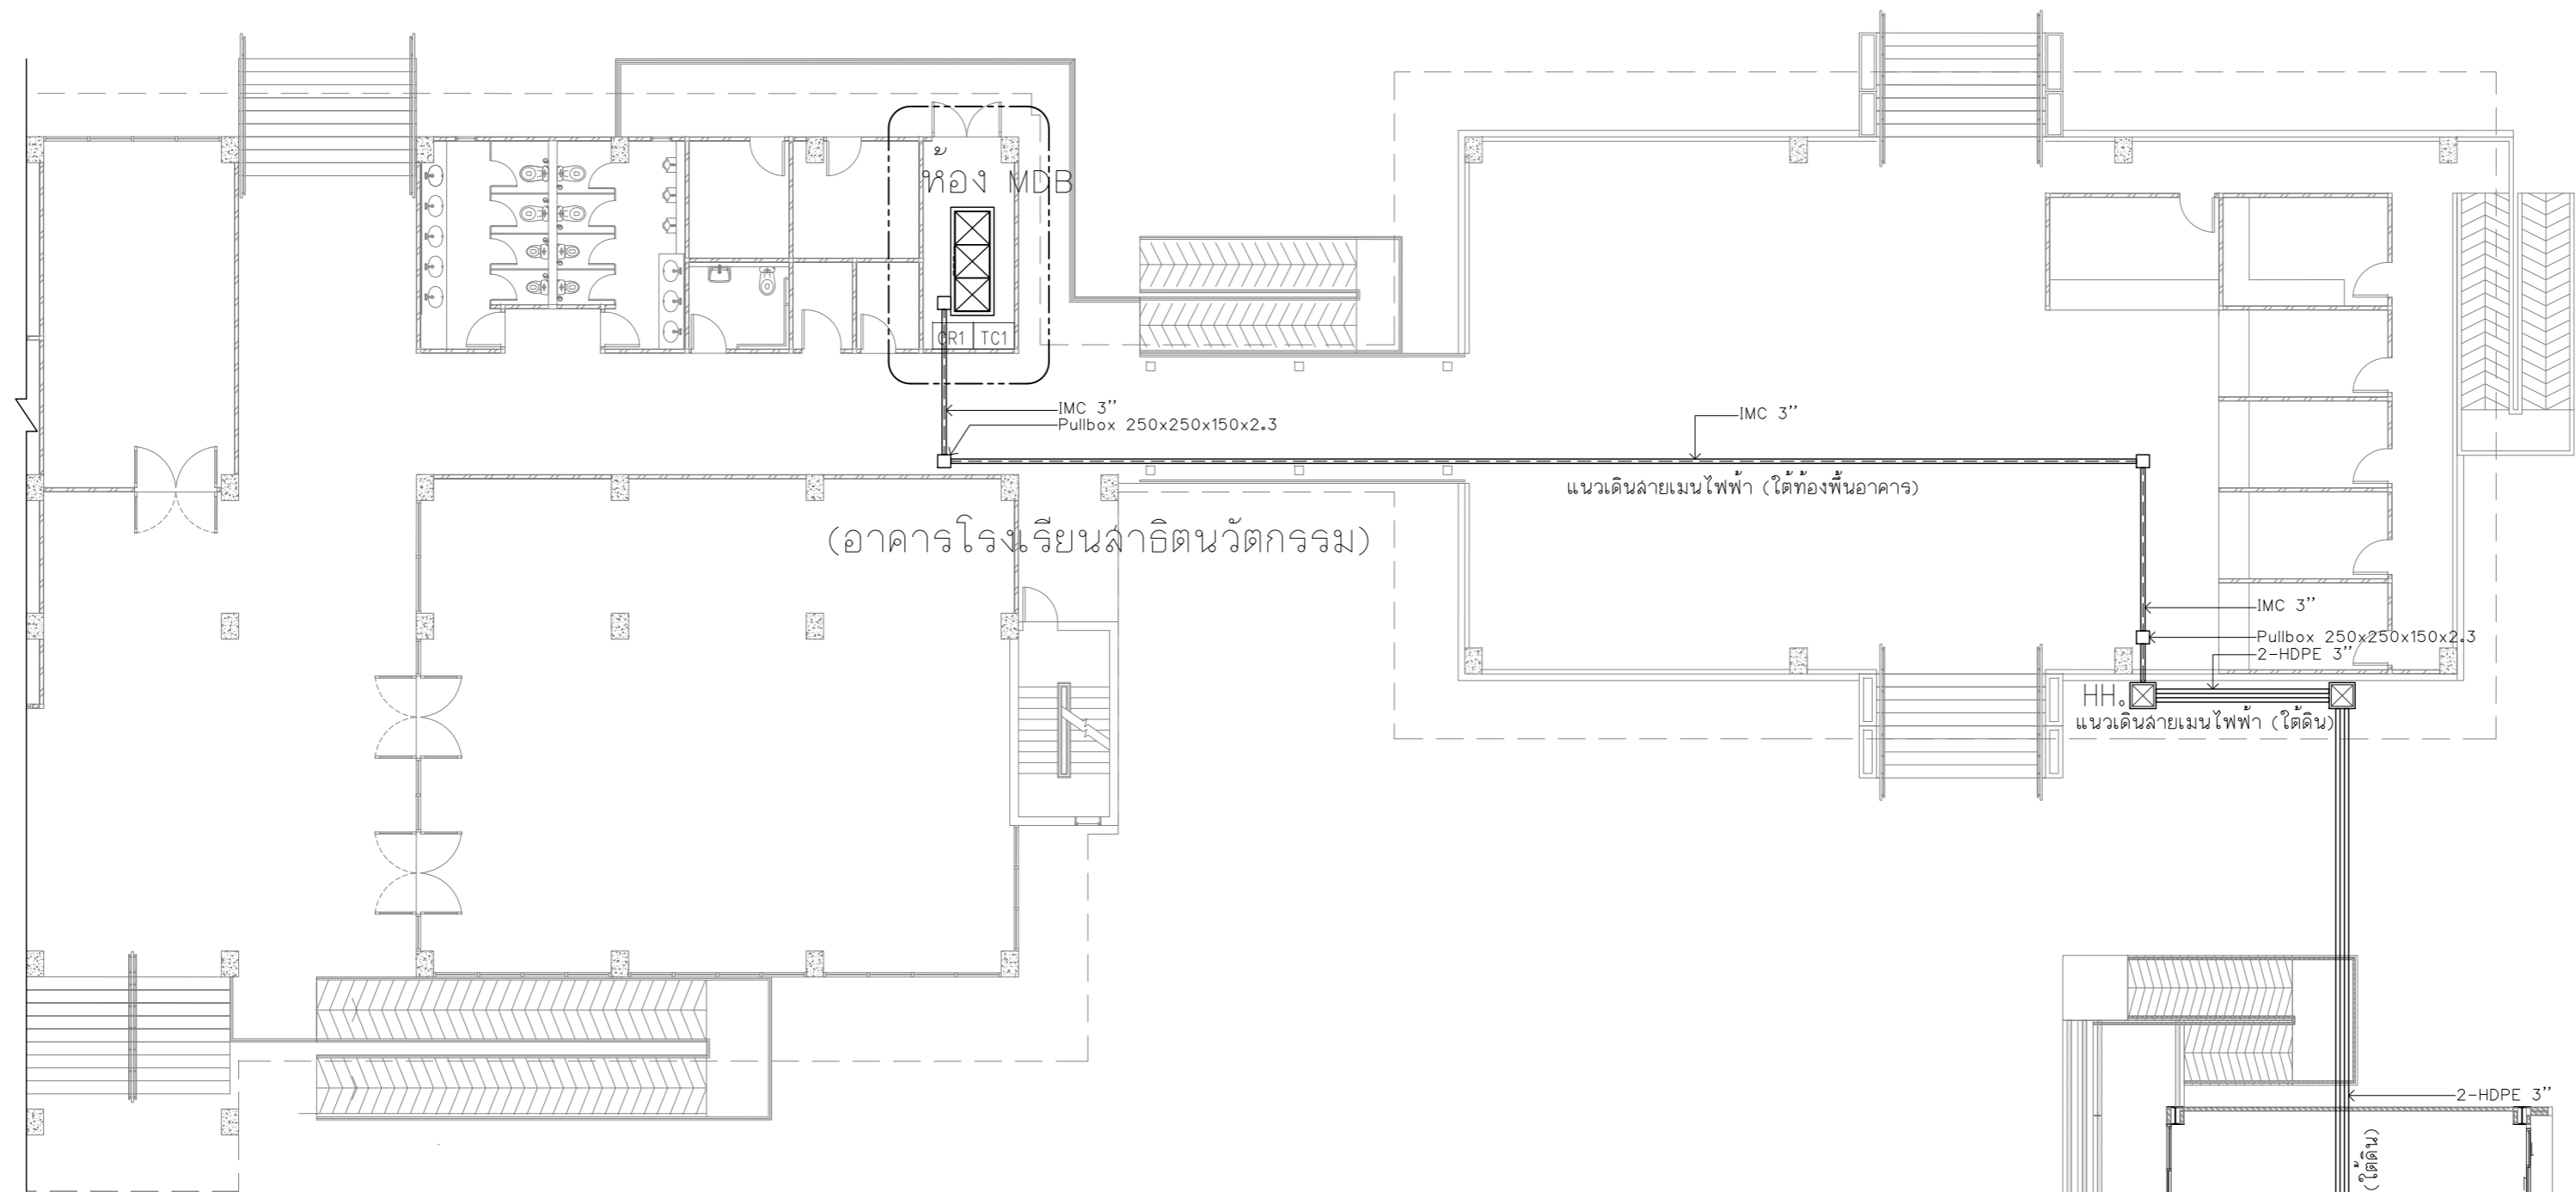 ห้อง MDB
CR1 TC1
IMC 3''
Pullbox 250x250x150x2.3
IMC 3''
แนวเดินสายเมนไฟฟ้า (ใต้ท้องพื้นอาคาร)
(อาคารโรงเรียนสาธิตนวัตกรรม)
IMC 3''
Pullbox 250x250x150x2.3
2-HDPE 3''
HH.
แนวเดินสายเมนไฟฟ้า (ใต้ดิน)
2-HDPE 3''
(ใต้ดิน)